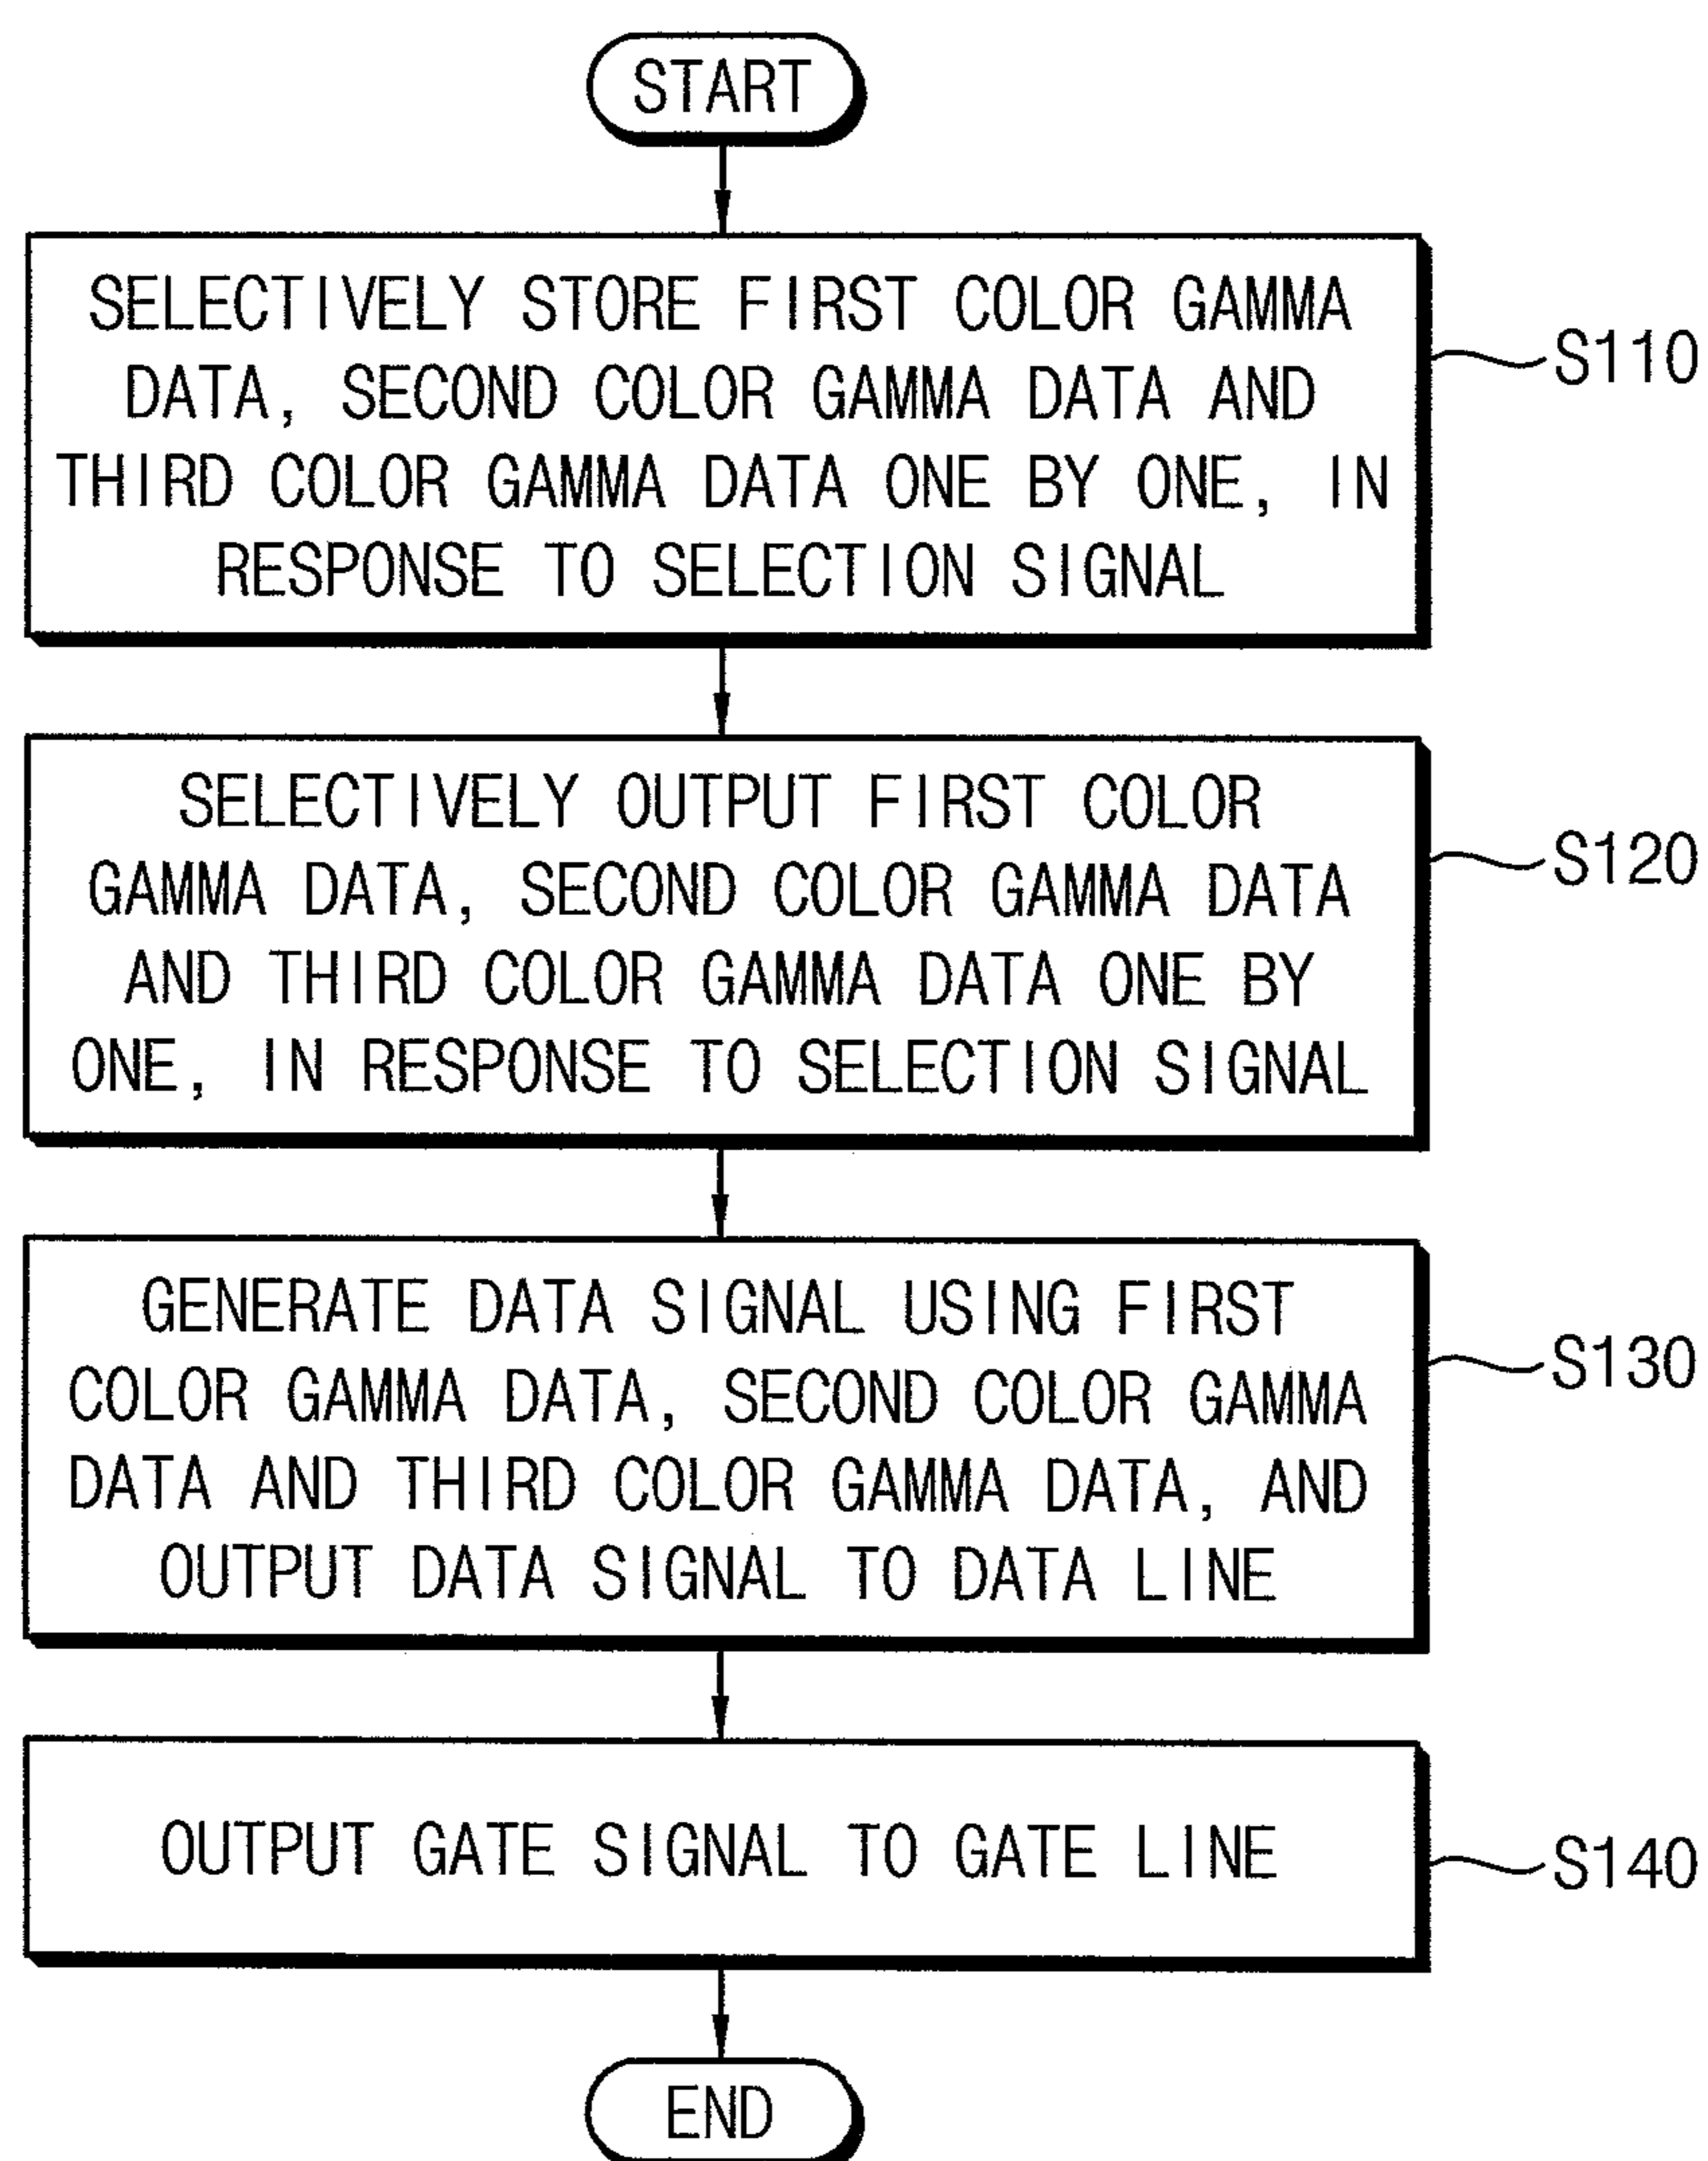 START
SELECTIVELY STORE FIRST COLOR GAMMA
DATA, SECOND COLOR GAMMA DATA AND
THIRD COLOR GAMMA DATA ONE BY ONE, IN
RESPONSE TO SELECTION SIGNAL
S110
SELECTIVELY OUTPUT FIRST COLOR
GAMMA DATA, SECOND COLOR GAMMA DATA
AND THIRD COLOR GAMMA DATA ONE BY
ONE, IN RESPONSE TO SELECTION SIGNAL
S120
GENERATE DATA SIGNAL USING FIRST
COLOR GAMMA DATA, SECOND COLOR GAMMA
DATA AND THIRD COLOR GAMMA DATA, AND
OUTPUT DATA SIGNAL TO DATA LINE
S130
OUTPUT GATE SIGNAL TO GATE LINE
S140
END